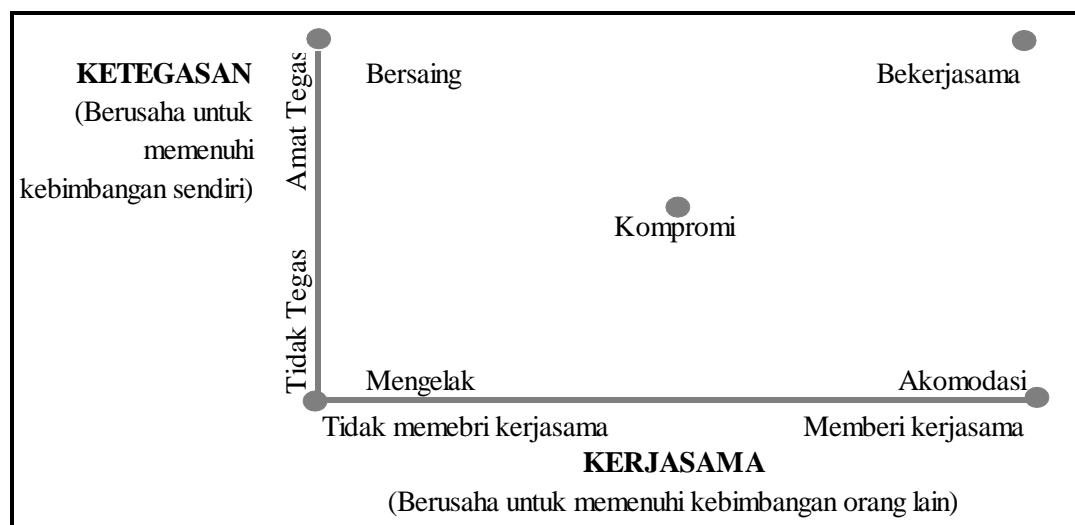 KETEGASAN
(Berusaha untuk
memenuhi
kebimbangan sendiri)
Amat Tegas
Tidak Tegas
Bersaing
Bekerjasama
Kompromi
Mengelak
Akomodasi
Tidak memebri kerjasama
Memberi kerjasama
KERJASAMA
(Berusaha untuk memenuhi kebimbangan orang lain)